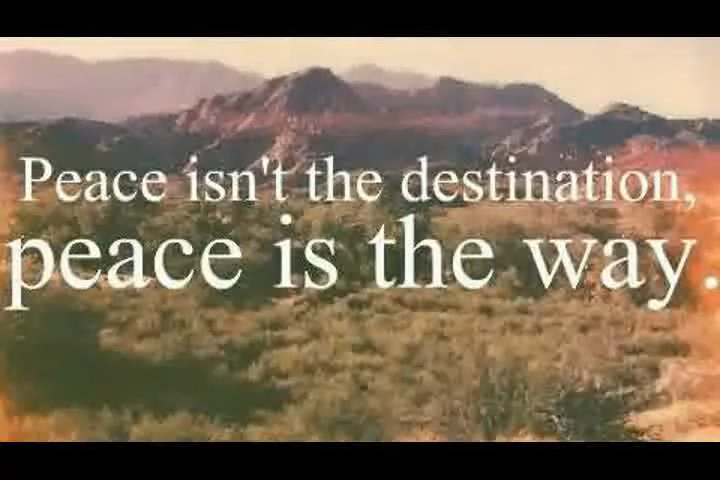 Peace isn't the destination,
peace is the way.